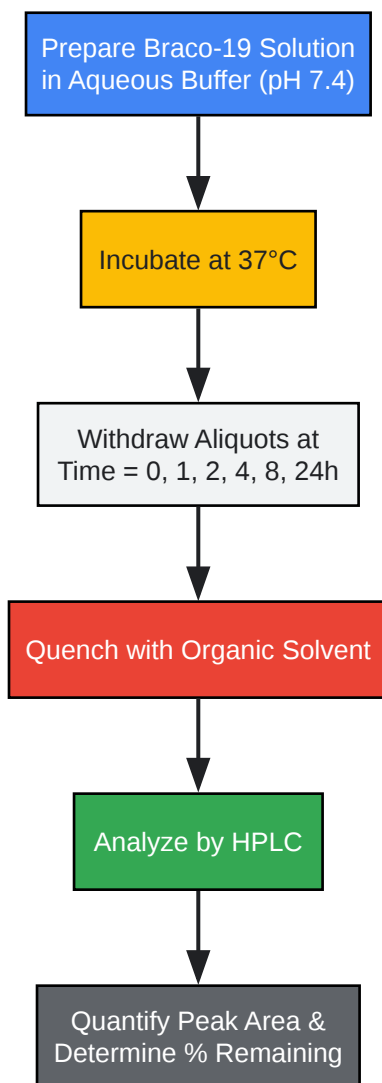 Prepare Braco-19 Solution
in Aqueous Buffer (pH 7.4)
Incubate at 37°C
Withdraw Aliquots at
Time = 0, 1, 2, 4, 8, 24h
Quench with Organic Solvent
Analyze by HPLC
Quantify Peak Area &
Determine % Remaining